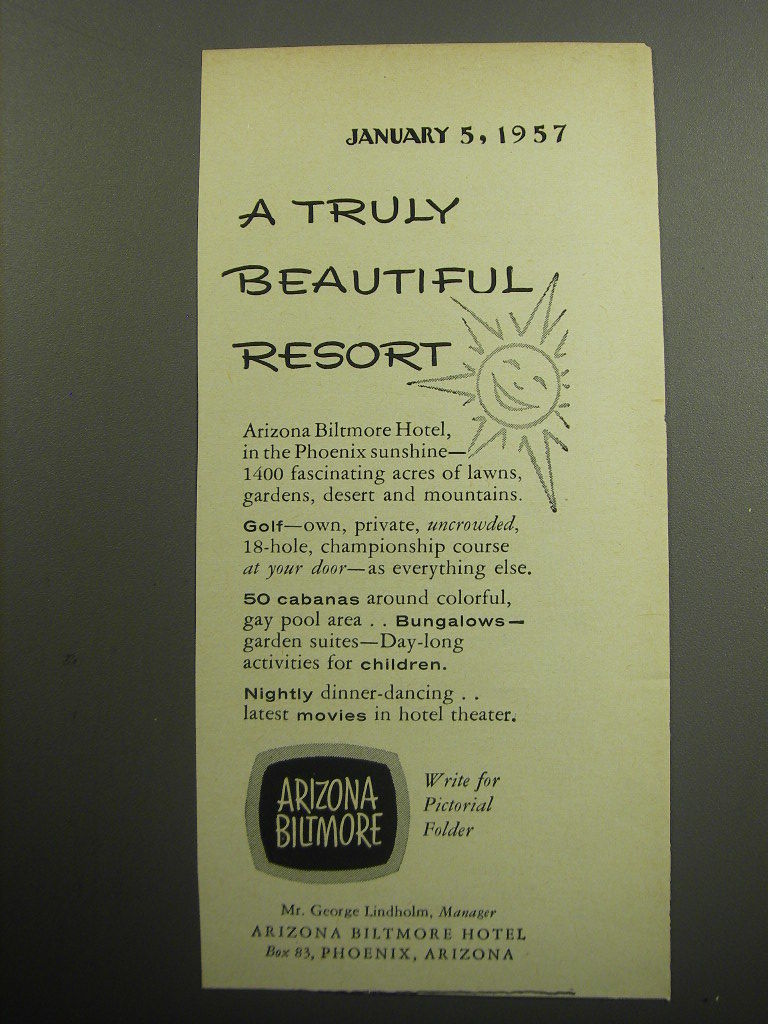 JANUARY 5, 1957
A TRULY
BEAUTIFUL
RESORT
Arizona Biltmore Hotel,
in the Phoenix sunshine—
1400 fascinating acres of lawns,
gardens, desert and mountains.
Golf—own, private, uncrowded,
18-hole, championship course
at your door—as everything else.
50 cabanas around colorful,
gay pool area . . Bungalows—
garden suites—Day-long
activities for children.
Nightly dinner-dancing . .
latest movies in hotel theater.
ARIZONA
BILTMORE
Write for
Pictorial
Folder
Mr. George Lindholm, Manager
ARIZONA BILTMORE HOTEL
Box 83, PHOENIX, ARIZONA